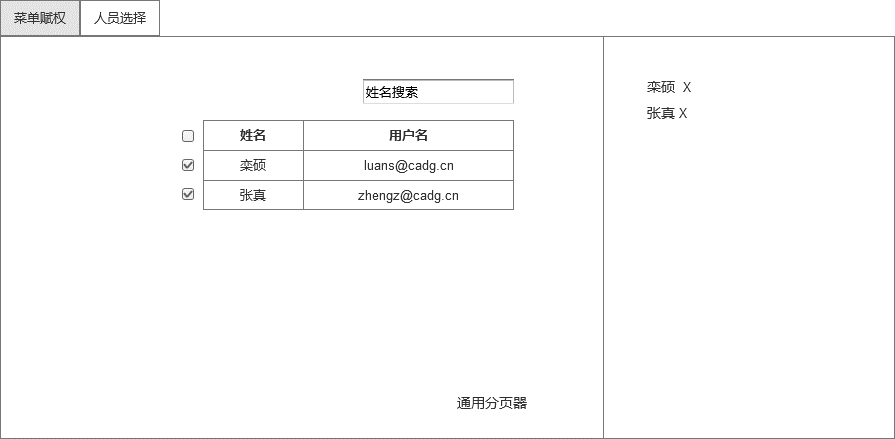 菜单赋权 人员选择
姓名搜索
姓名 用户名
栾硕 luans@cadg.cn
张真 zhengz@cadg.cn
通用分页器
栾硕 X
张真 X